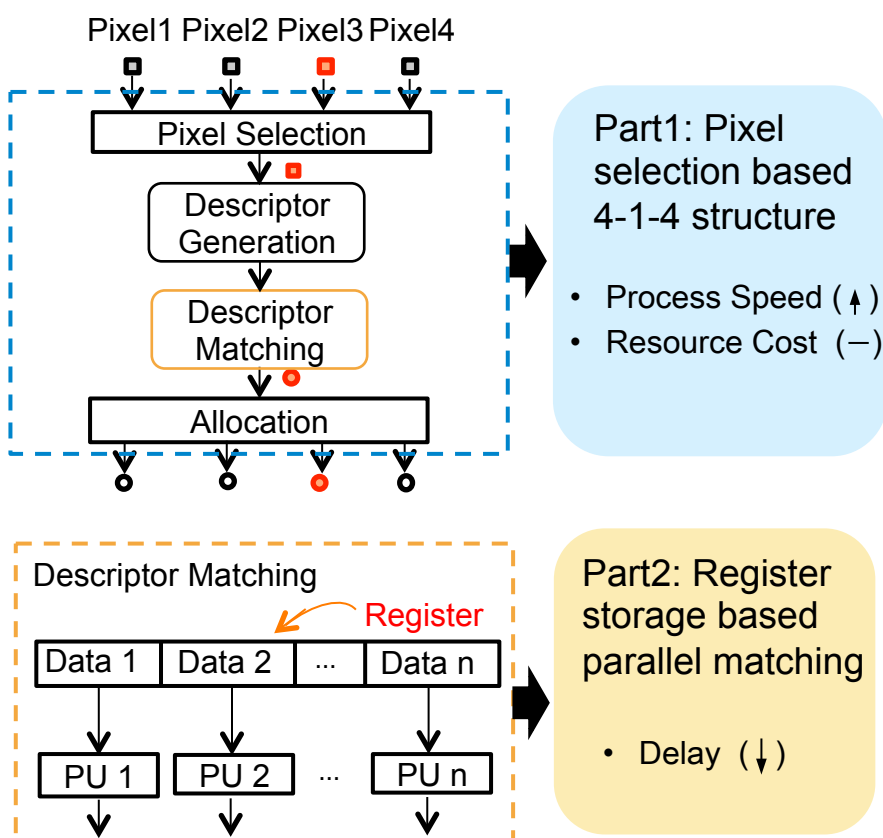 Pixel1 Pixel2 Pixel3 Pixel4
Pixel Selection
Descriptor
Generation
Descriptor
Matching
Allocation
Part1: Pixel
selection based
4-1-4 structure
• Process Speed (↑)
• Resource Cost (−)
Descriptor Matching
Register
Data 1 Data 2 ... Data n
PU 1 PU 2 ... PU n
Part2: Register
storage based
parallel matching
• Delay (↓)